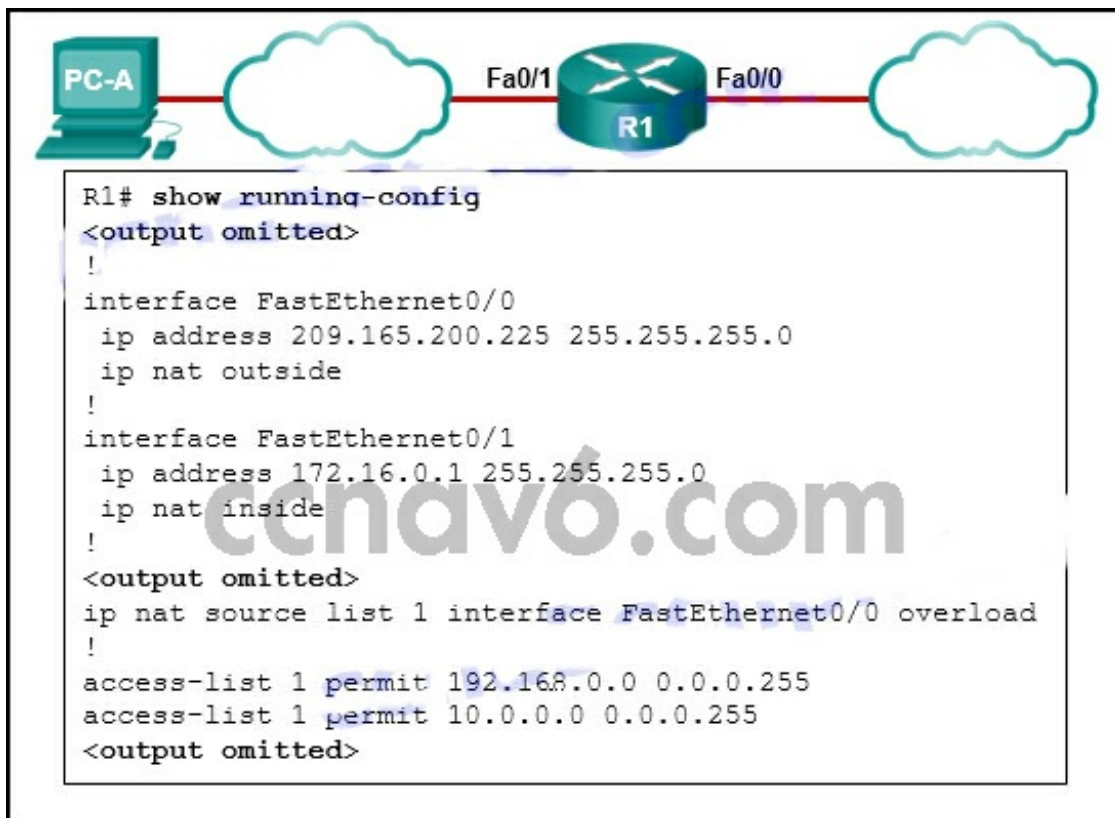 PC-A
Fa0/1
Fa0/0
R1
R1# show running-config
<output omitted>
!
interface FastEthernet0/0
ip address 209.165.200.225 255.255.255.0
ip nat outside
!
interface FastEthernet0/1
ip address 172.16.0.1 255.255.255.0
ip nat inside
!
ccnav6.com
<output omitted>
ip nat source list 1 interface FastEthernet0/0 overload
!
access-list 1 permit 192.168.0.0 0.0.0.255
access-list 1 permit 10.0.0.0 0.0.0.255
<output omitted>